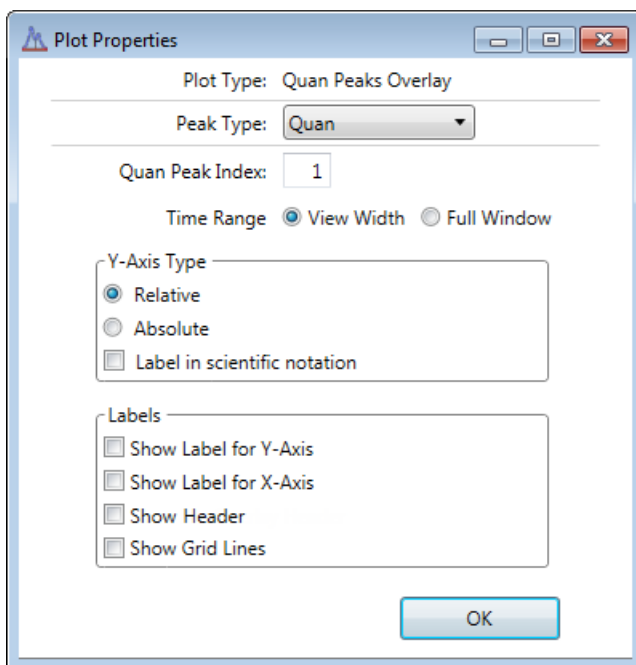 Plot Properties
Plot Type: Quan Peaks Overlay
Peak Type: Quan
Quan Peak Index: 1
Time Range View Width Full Window
Y-Axis Type
Relative
Absolute
Label in scientific notation
Labels
Show Label for Y-Axis
Show Label for X-Axis
Show Header
Show Grid Lines
OK